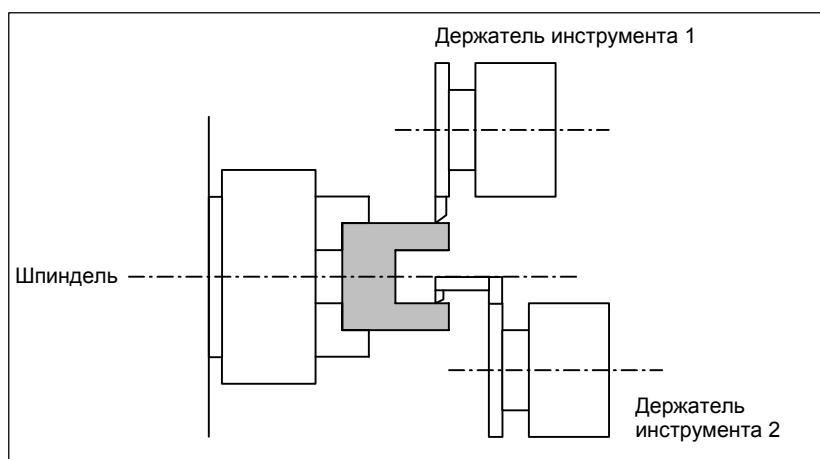 Держатель инструмента 1
Шпиндель
Держатель
инструмента 2